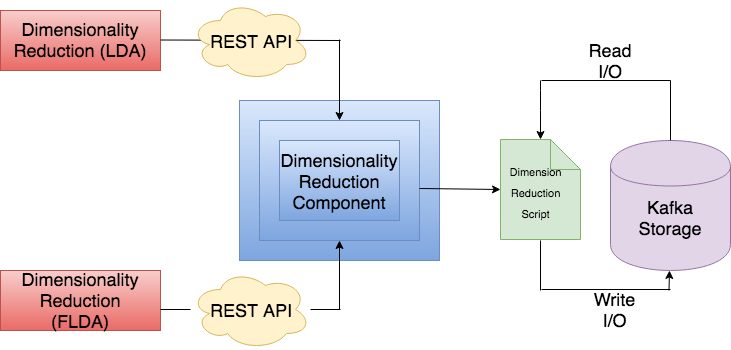 Dimensionality
Reduction (LDA)
REST API
Read
I/O
Dimensionality
Reduction
Component
Dimension
Reduction
Script
Kafka
Storage
Dimensionality
Reduction
(FLDA)
REST API
Write
I/O